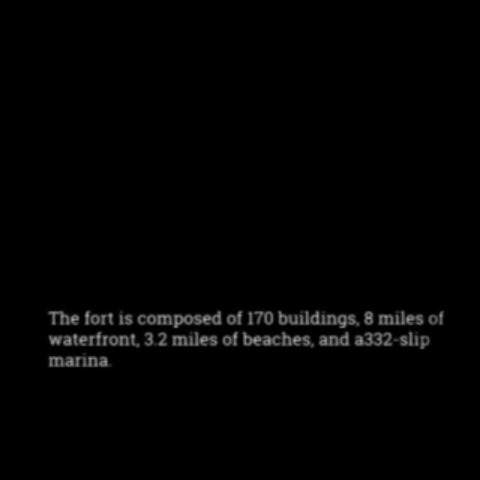 The fort is composed of 170 buildings, 8 miles of
waterfront, 3.2 miles of beaches, and a332-slip
marina.